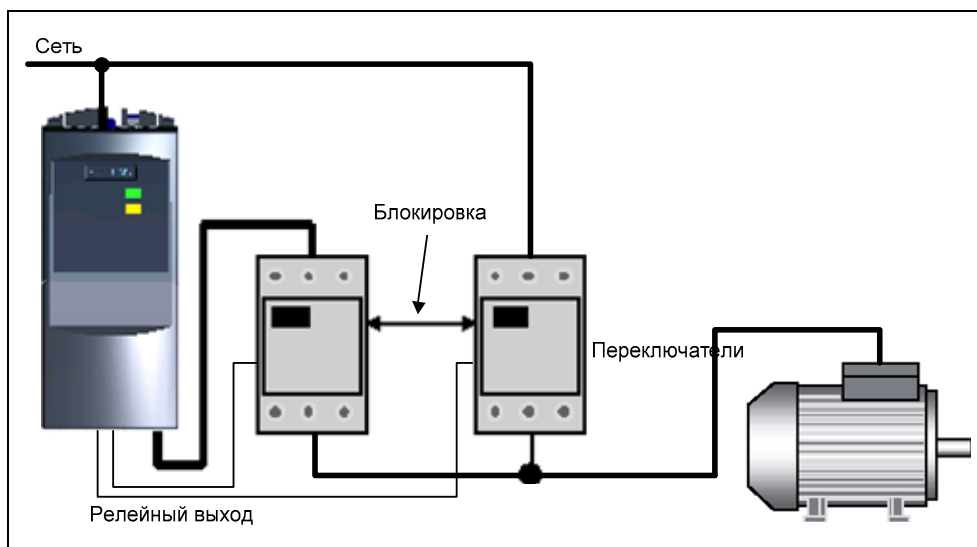 Сеть
Блокировка
Переключатели
Релейный выход